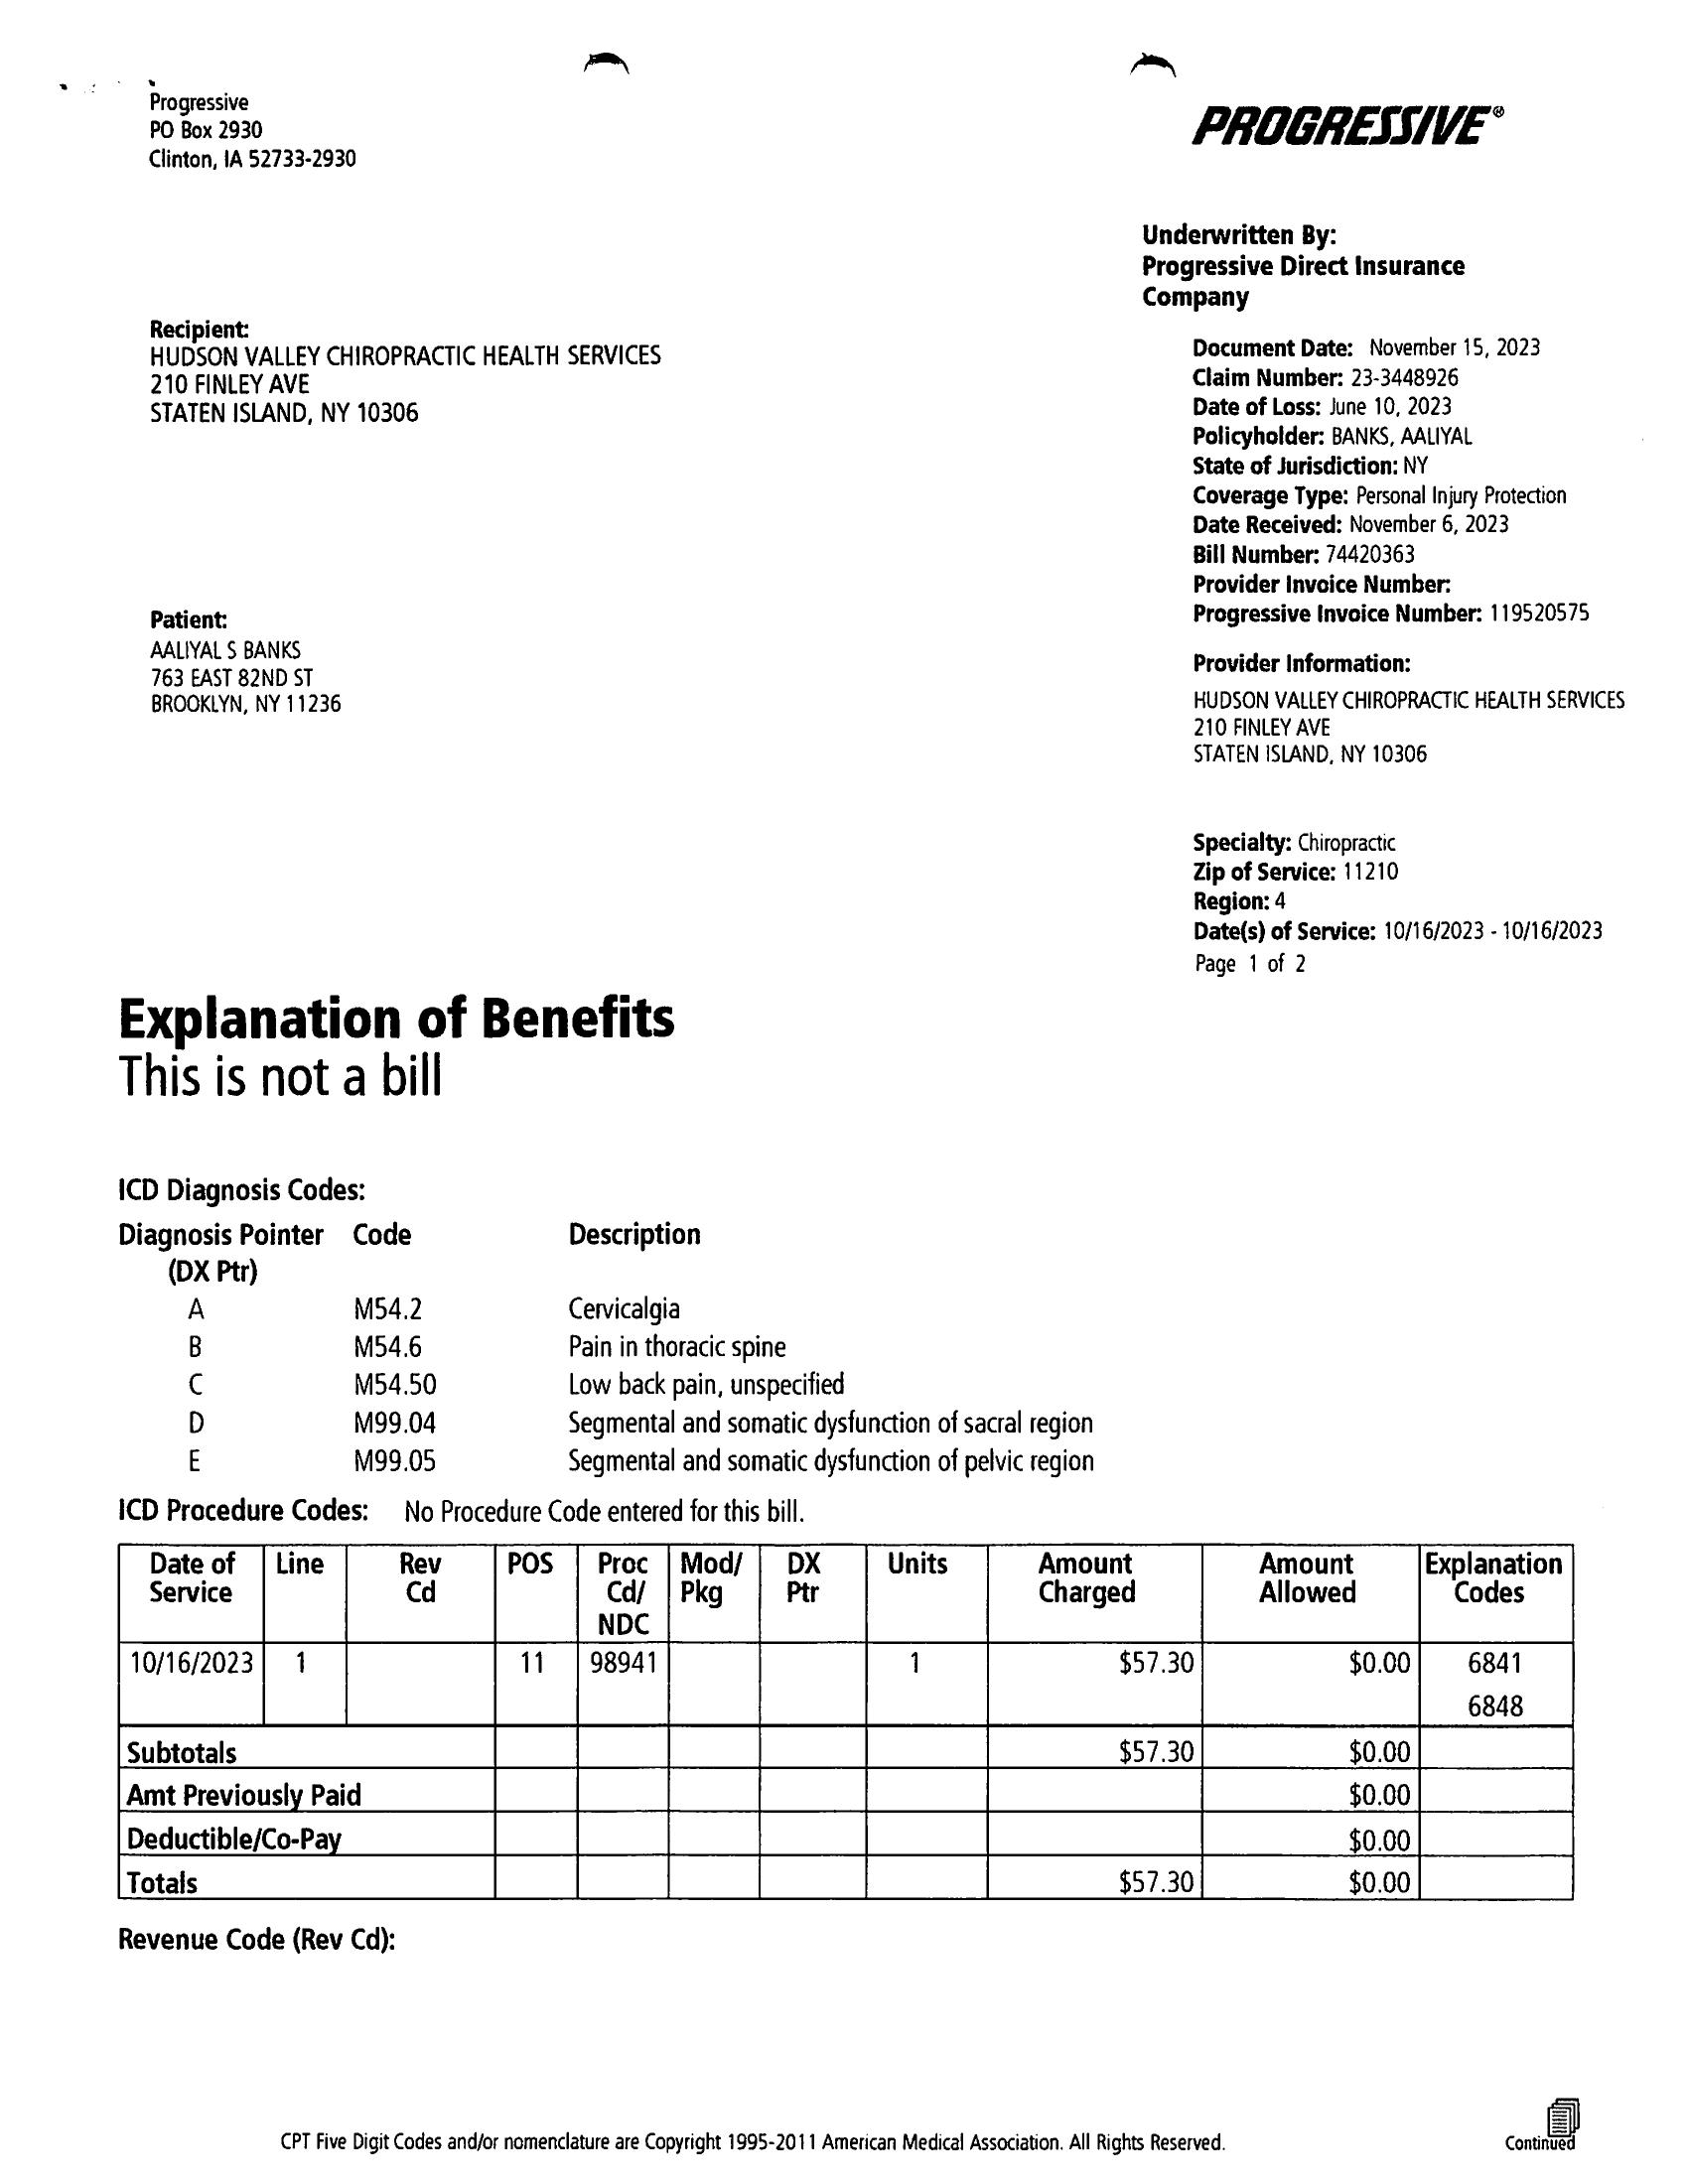 Progressive
PO Box 2930
Clinton, IA 52733-2930
PROGRESSIVE®
Underwritten By:
Progressive Direct Insurance
Company
Recipient:
HUDSON VALLEY CHIROPRACTIC HEALTH SERVICES
210 FINLEY AVE
STATEN ISLAND, NY 10306
Document Date: November 15, 2023
Claim Number: 23-3448926
Date of Loss: June 10, 2023
Policyholder: BANKS, AALIYAL
State of Jurisdiction: NY
Coverage Type: Personal Injury Protection
Date Received: November 6, 2023
Bill Number: 74420363
Provider Invoice Number:
Progressive Invoice Number: 119520575
Patient:
AALIYAL S BANKS
763 EAST 82ND ST
BROOKLYN, NY 11236
Provider Information:
HUDSON VALLEY CHIROPRACTIC HEALTH SERVICES
210 FINLEY AVE
STATEN ISLAND, NY 10306
Specialty: Chiropractic
Zip of Service: 11210
Region: 4
Date(s) of Service: 10/16/2023 - 10/16/2023
Page 1 of 2
Explanation of Benefits
This is not a bill
ICD Diagnosis Codes:
Diagnosis Pointer Code Description
(DX Ptr)
A M54.2 Cervicalgia
B M54.6 Pain in thoracic spine
C M54.50 Low back pain, unspecified
D M99.04 Segmental and somatic dysfunction of sacral region
E M99.05 Segmental and somatic dysfunction of pelvic region
ICD Procedure Codes: No Procedure Code entered for this bill.
Date of Line Rev POS Proc Mod/ DX Units Amount Amount Explanation
Service Cd Cd/ Pkg Ptr Charged Allowed Codes
NDC
10/16/2023 1 11 98941 1 $57.30 $0.00 6841
6848
Subtotals $57.30 $0.00
Amt Previously Paid $0.00
Deductible/Co-Pay $0.00
Totals $57.30 $0.00
Revenue Code (Rev Cd):
CPT Five Digit Codes and/or nomenclature are Copyright 1995-2011 American Medical Association. All Rights Reserved.
Continued